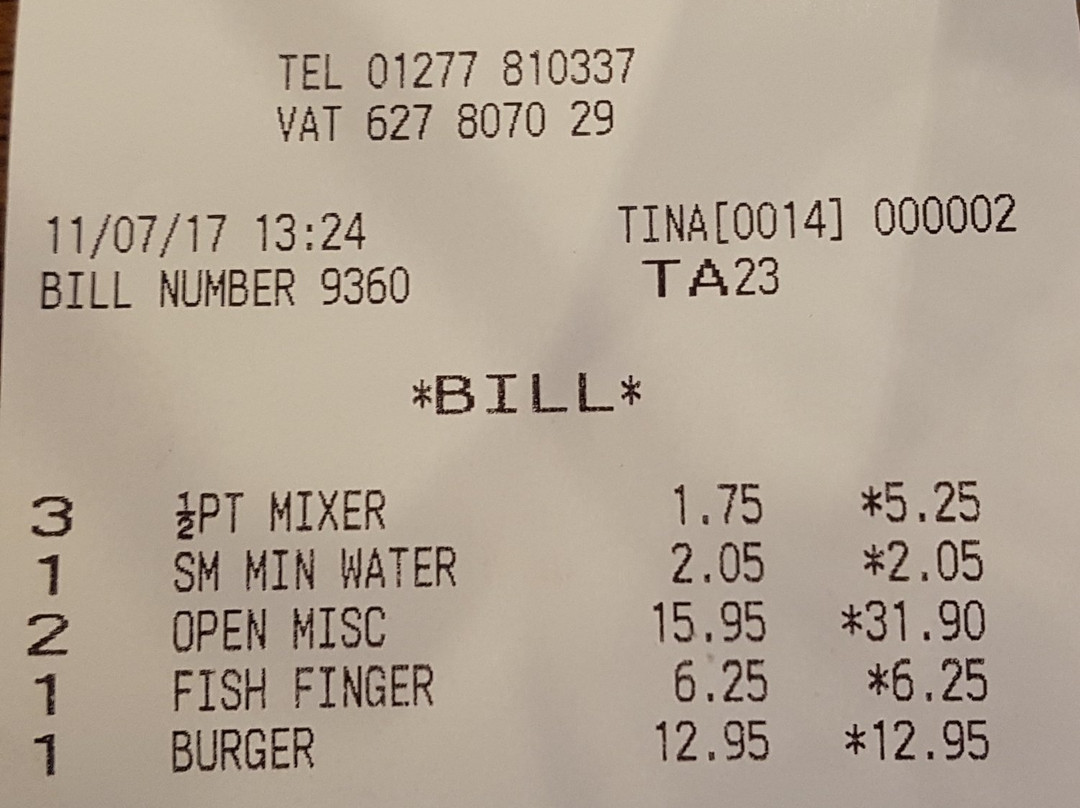 TEL 01277 810337
VAT 627 8070 29
11/07/17 13:24 TINA[0014] 000002
BILL NUMBER 9360 TA23
*BILL*
3 ½PT MIXER 1.75 *5.25
1 SM MIN WATER 2.05 *2.05
2 OPEN MISC 15.95 *31.90
1 FISH FINGER 6.25 *6.25
1 BURGER 12.95 *12.95